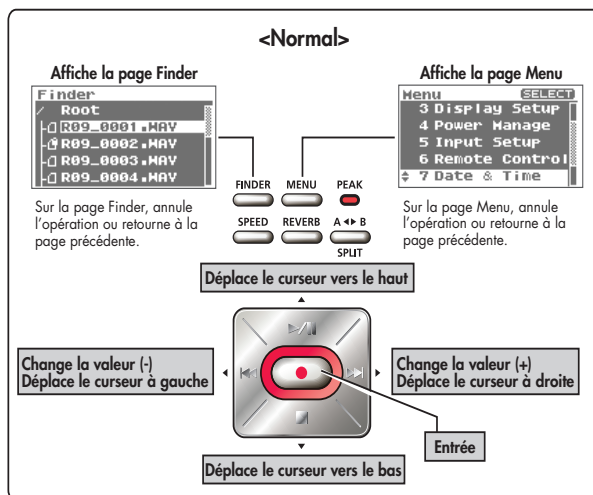 <Normal>
Affiche la page Finder
Finder
/ Root
R09_0001.WAV
R09_0002.WAV
R09_0003.WAV
R09_0004.WAV
Sur la page Finder, annule
l'opération ou retourne à la
page précédente.
Affiche la page Menu
Menu SELECT
3 Display Setup
4 Power Manage
5 Input Setup
6 Remote Control
7 Date & Time
Sur la page Menu, annule
l'opération ou retourne à la
page précédente.
FINDER MENU PEAK
SPEED REVERB A ◄► B
SPLIT
Déplace le curseur vers le haut
Change la valeur (-)
Déplace le curseur à gauche
Change la valeur (+)
Déplace le curseur à droite
Entrée
Déplace le curseur vers le bas